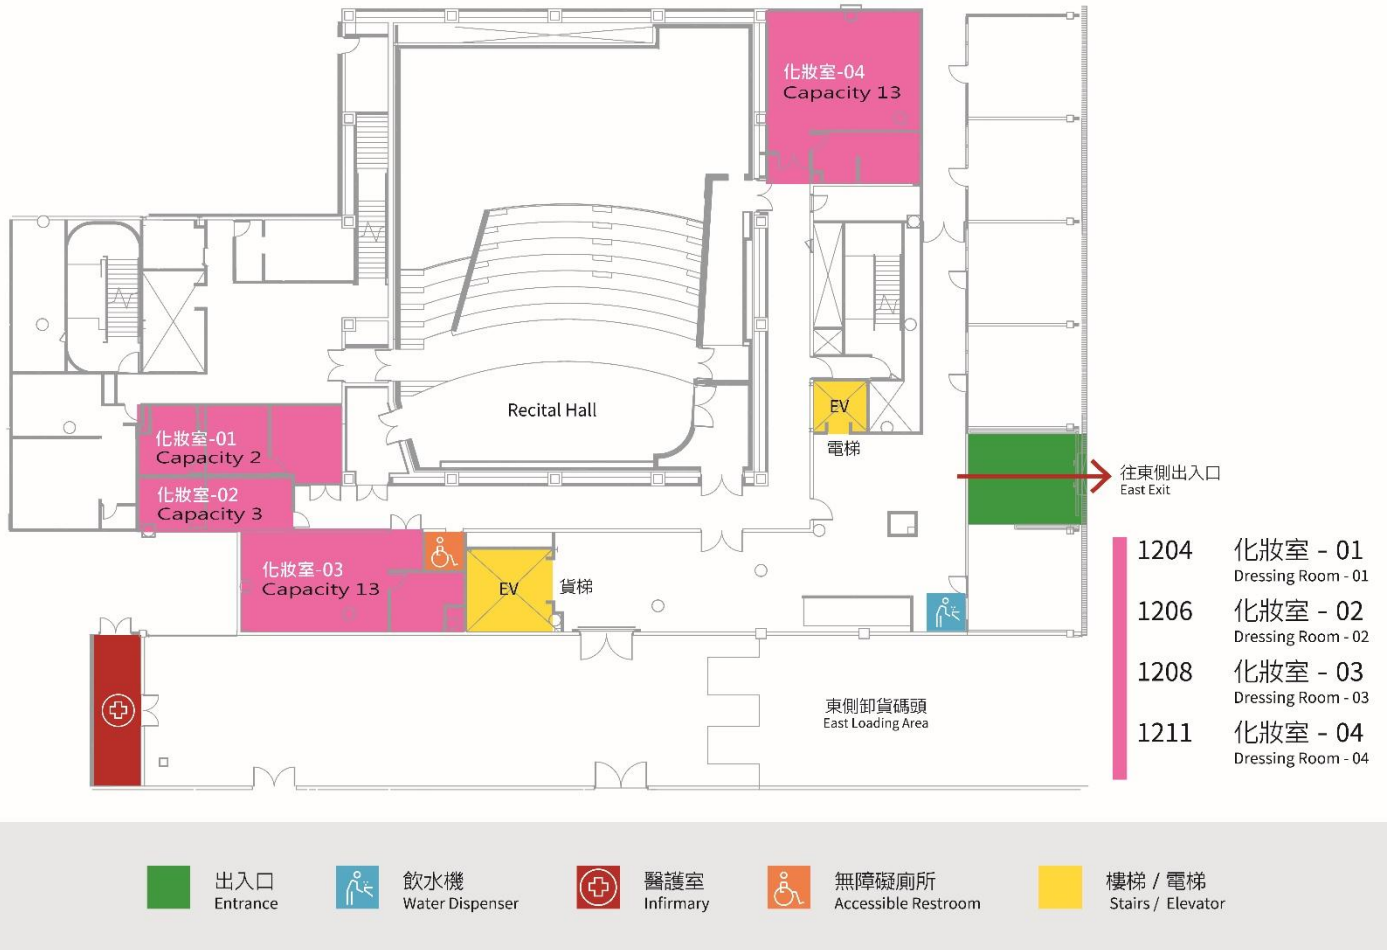 化妝室-04
Capacity 13
Recital Hall
化妝室-01
Capacity 2
化妝室-02
Capacity 3
化妝室-03
Capacity 13
EV
貨梯
EV
電梯
往東側出入口
East Exit
東側卸貨碼頭
East Loading Area
1204 化妝室 - 01
Dressing Room - 01
1206 化妝室 - 02
Dressing Room - 02
1208 化妝室 - 03
Dressing Room - 03
1211 化妝室 - 04
Dressing Room - 04
出入口
Entrance
飲水機
Water Dispenser
醫護室
Infirmary
無障礙廁所
Accessible Restroom
樓梯 / 電梯
Stairs / Elevator